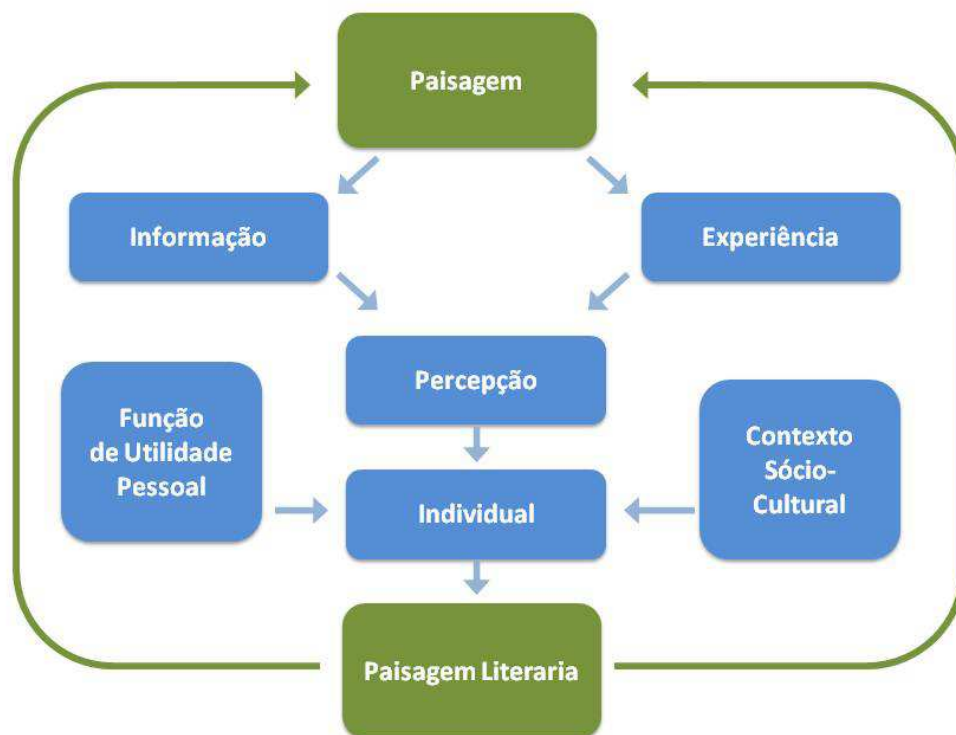 Paisagem
Informação
Experiência
Percepção
Função
de Utilidade
Pessoal
Contexto
Sócio-
Cultural
Individual
Paisagem Literaria